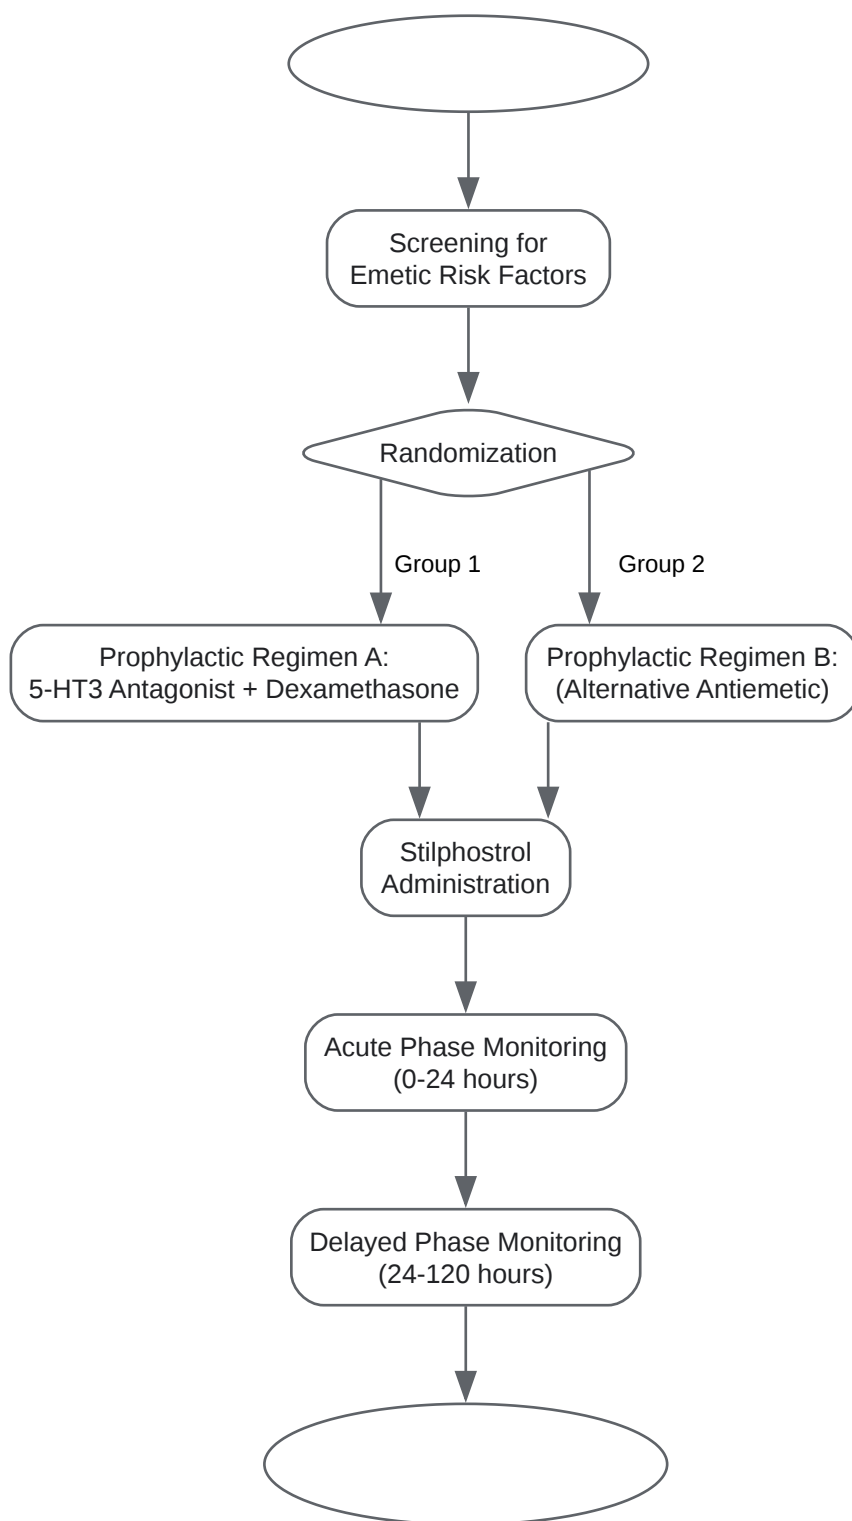 Screening for
Emetic Risk Factors
Randomization
Group 1
Group 2
Prophylactic Regimen A:
5-HT3 Antagonist + Dexamethasone
Prophylactic Regimen B:
(Alternative Antiemetic)
Stilphostrol
Administration
Acute Phase Monitoring
(0-24 hours)
Delayed Phase Monitoring
(24-120 hours)